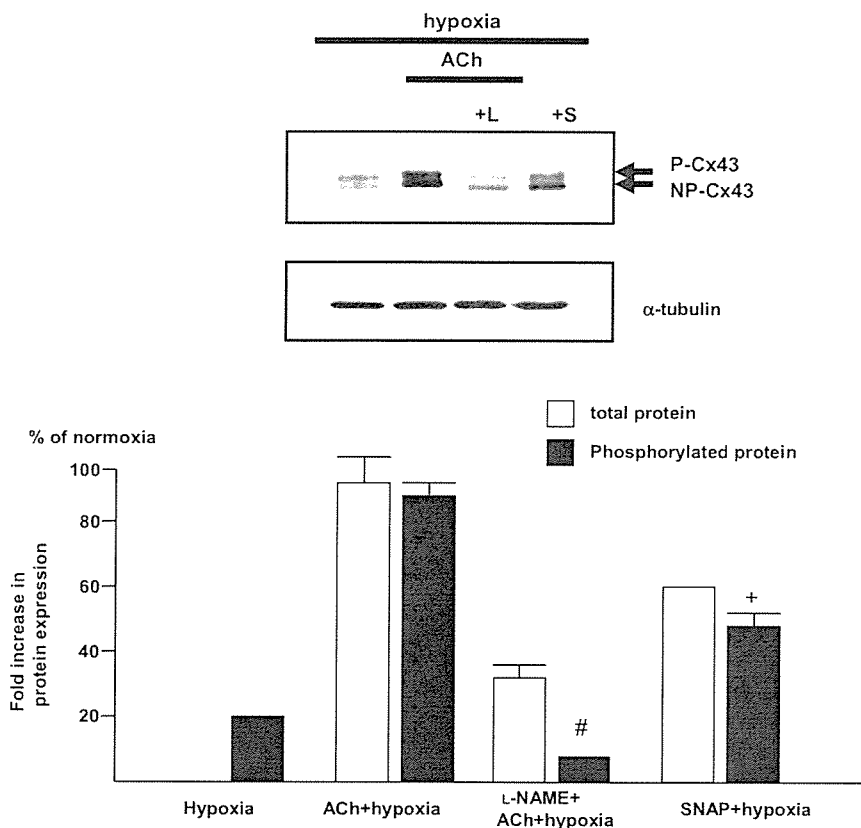 hypoxia
ACh
+L +S
P-Cx43
NP-Cx43
α-tubulin
total protein
Phosphorylated protein
% of normoxia
100
80
60
40
20
Fold increase in
protein expression
#
+
Hypoxia
ACh+hypoxia
L-NAME+
ACh+hypoxia
SNAP+hypoxia